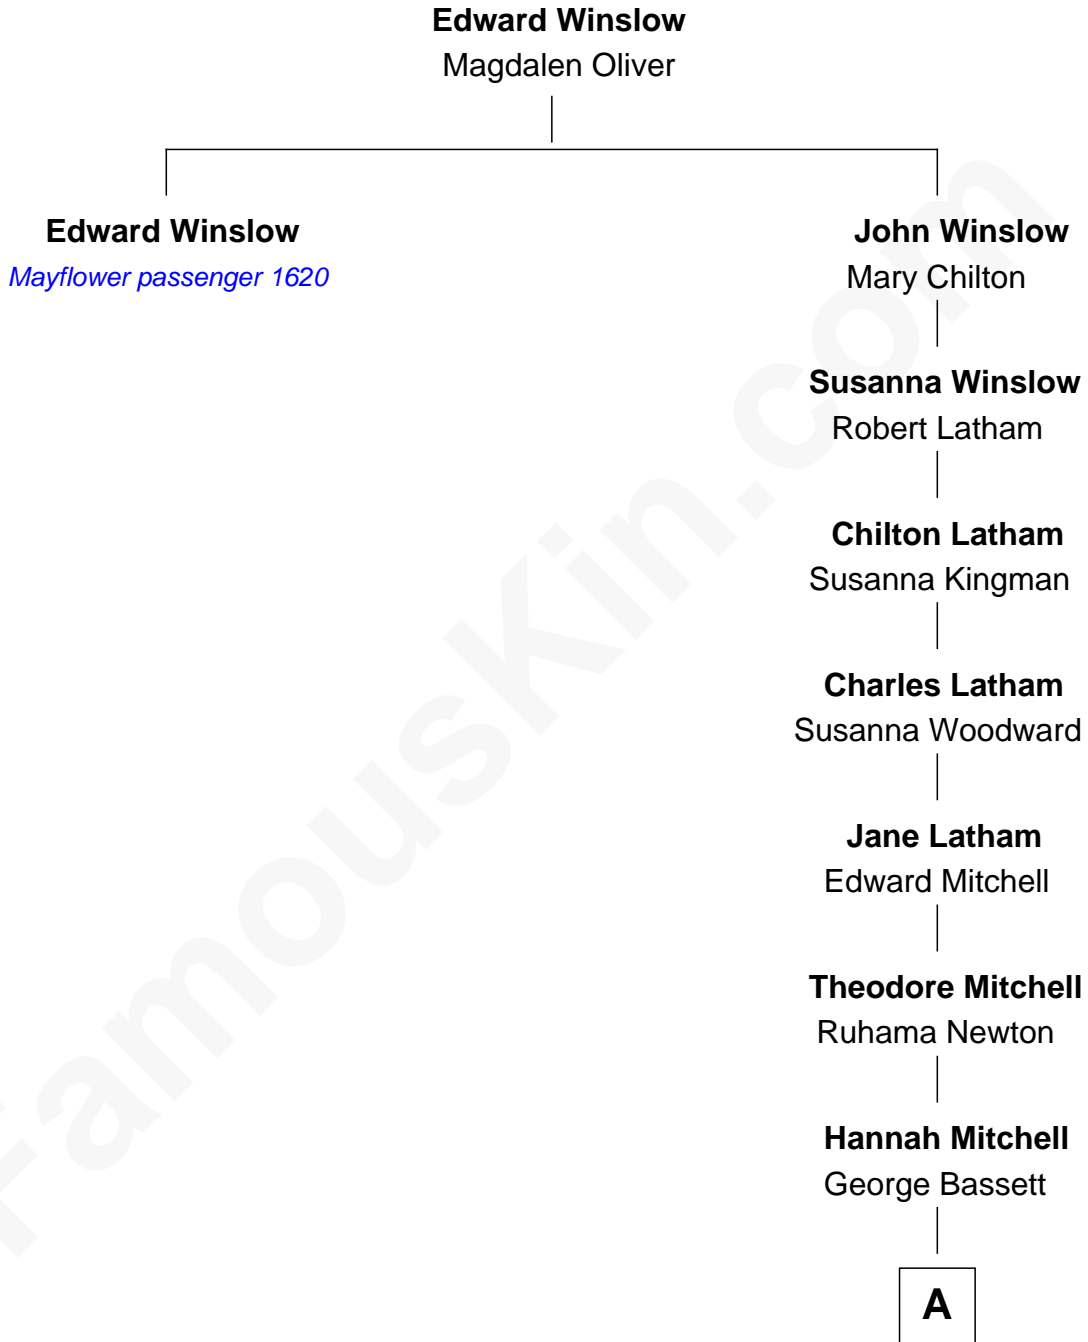 Edward Winslow
Magdalen Oliver
Edward Winslow
Mayflower passenger 1620
John Winslow
Mary Chilton
Susanna Winslow
Robert Latham
Chilton Latham
Susanna Kingman
Charles Latham
Susanna Woodward
Jane Latham
Edward Mitchell
Theodore Mitchell
Ruhama Newton
Hannah Mitchell
George Bassett
A
FamousKin.com